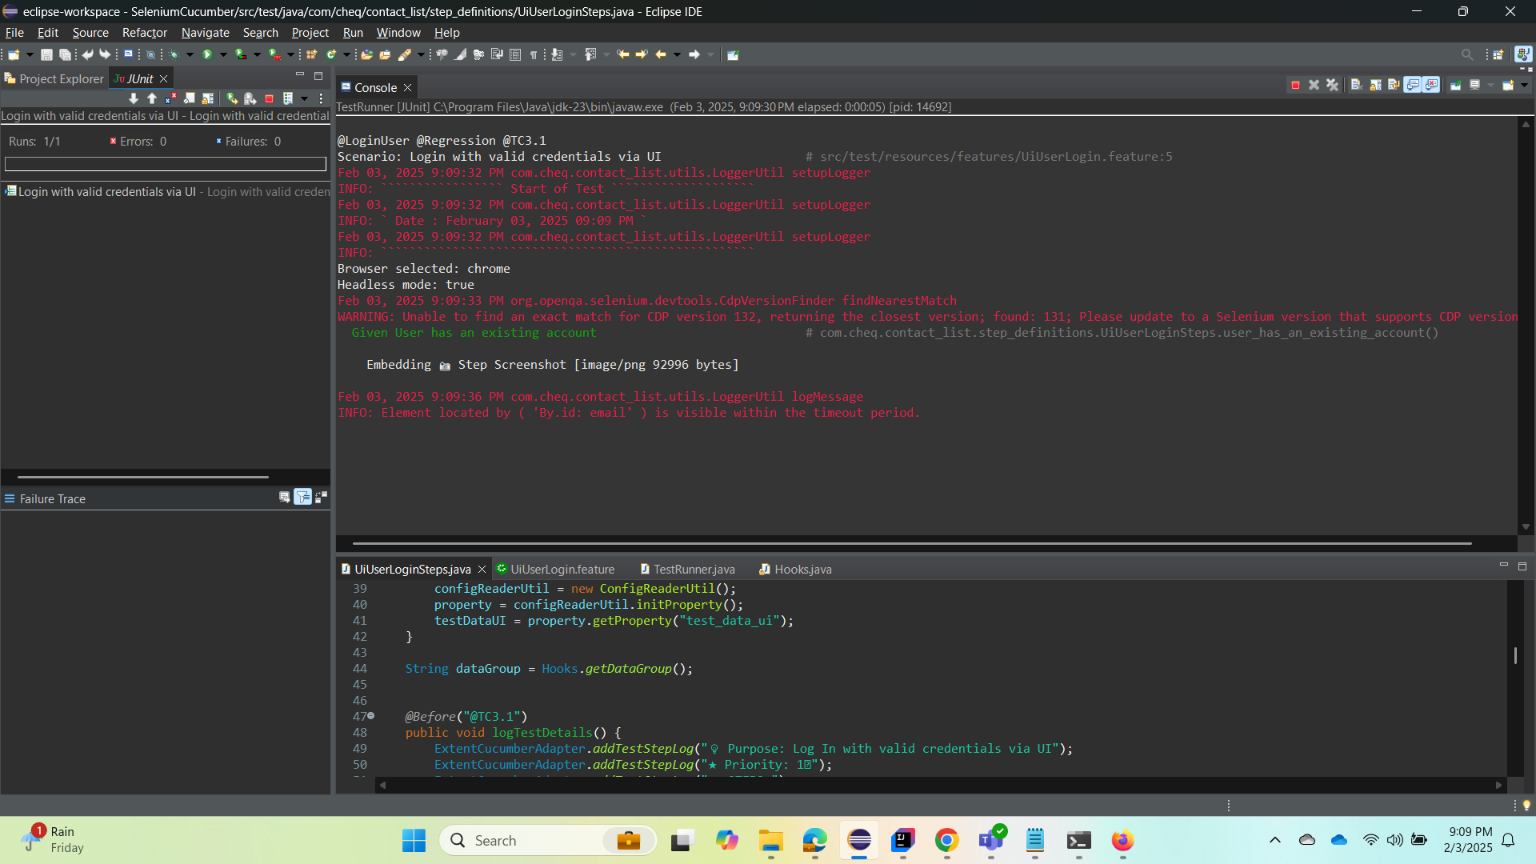 eclipse-workspace - SeleniumCucumber/src/test/java/com/cheq/contact_list/step_definitions/UiUserLoginSteps.java - Eclipse IDE
File Edit Source Refactor Navigate Search Project Run Window Help
Project Explorer JUnit
Console
TestRunner [JUnit] C:\Program Files\Java\jdk-23\bin\javaw.exe (Feb 3, 2025, 9:09:30 PM elapsed: 0:00:05) [pid: 14692]
Login with valid credentials via UI - Login with valid credential
Runs: 1/1 Errors: 0 Failures: 0
Login with valid credentials via UI - Login with valid creden
Failure Trace
@LoginUser @Regression @TC3.1
Scenario: Login with valid credentials via UI # src/test/resources/features/UiUserLogin.feature:5
Feb 03, 2025 9:09:32 PM com.cheq.contact_list.utils.LoggerUtil setupLogger
INFO: ````````````````` Start of Test ````````````````````
Feb 03, 2025 9:09:32 PM com.cheq.contact_list.utils.LoggerUtil setupLogger
INFO: ` Date : February 03, 2025 09:09 PM `
Feb 03, 2025 9:09:32 PM com.cheq.contact_list.utils.LoggerUtil setupLogger
INFO: ````````````````````````````````````````````````````
Browser selected: chrome
Headless mode: true
Feb 03, 2025 9:09:33 PM org.openqa.selenium.devtools.CdpVersionFinder findNearestMatch
WARNING: Unable to find an exact match for CDP version 132, returning the closest version; found: 131; Please update to a Selenium version that supports CDP version
Given User has an existing account # com.cheq.contact_list.step_definitions.UiUserLoginSteps.user_has_an_existing_account()
Embedding 📷 Step Screenshot [image/png 92996 bytes]
Feb 03, 2025 9:09:36 PM com.cheq.contact_list.utils.LoggerUtil logMessage
INFO: Element located by ( 'By.id: email' ) is visible within the timeout period.
UiUserLoginSteps.java UiUserLogin.feature TestRunner.java Hooks.java
39 configReaderUtil = new ConfigReaderUtil();
40 property = configReaderUtil.initProperty();
41 testDataUI = property.getProperty("test_data_ui");
42 }
43
44 String dataGroup = Hooks.getDataGroup();
45
46
47 @Before("@TC3.1")
48 public void logTestDetails() {
49 ExtentCucumberAdapter.addTestStepLog("💡 Purpose: Log In with valid credentials via UI");
50 ExtentCucumberAdapter.addTestStepLog("★ Priority: 1");
1 Rain
Friday
Search
9:09 PM
2/3/2025